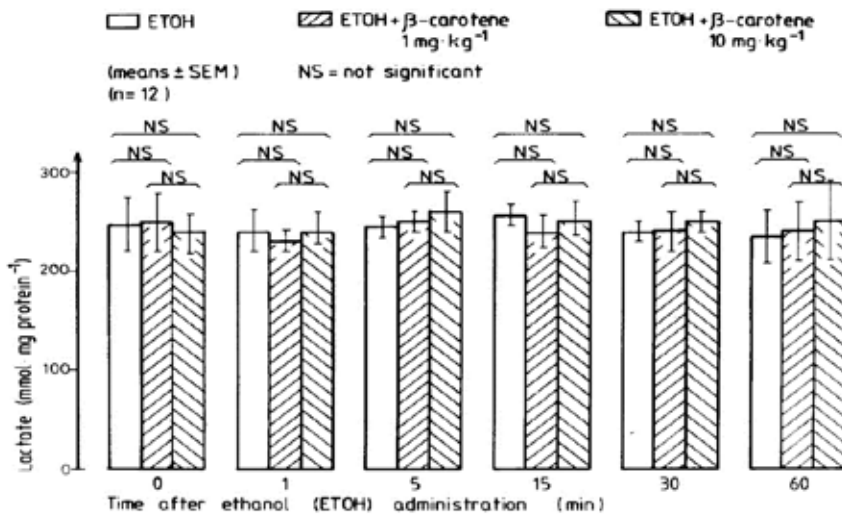 ETOH
ETOH + β-carotene
1 mg·kg⁻¹
ETOH + β-carotene
10 mg·kg⁻¹
(means ± SEM)
NS = not significant
(n = 12)
NS NS NS NS NS NS
NS NS NS NS NS NS
NS NS NS NS NS NS
300
200
100
0
Lactate (mmol·mg protein⁻¹)
0 1 5 15 30 60
Time after ethanol (ETOH) administration (min)